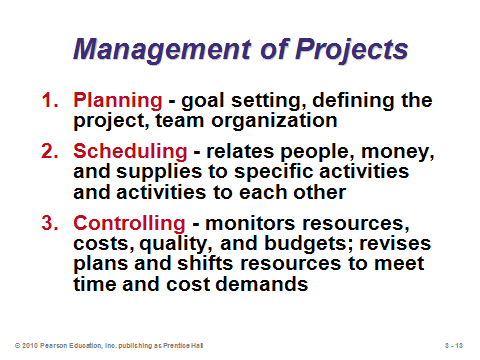 Management of Projects
1. Planning - goal setting, defining the
project, team organization
2. Scheduling - relates people, money,
and supplies to specific activities
and activities to each other
3. Controlling - monitors resources,
costs, quality, and budgets; revises
plans and shifts resources to meet
time and cost demands
© 2010 Pearson Education, Inc. publishing as Prentice Hall
3 - 13